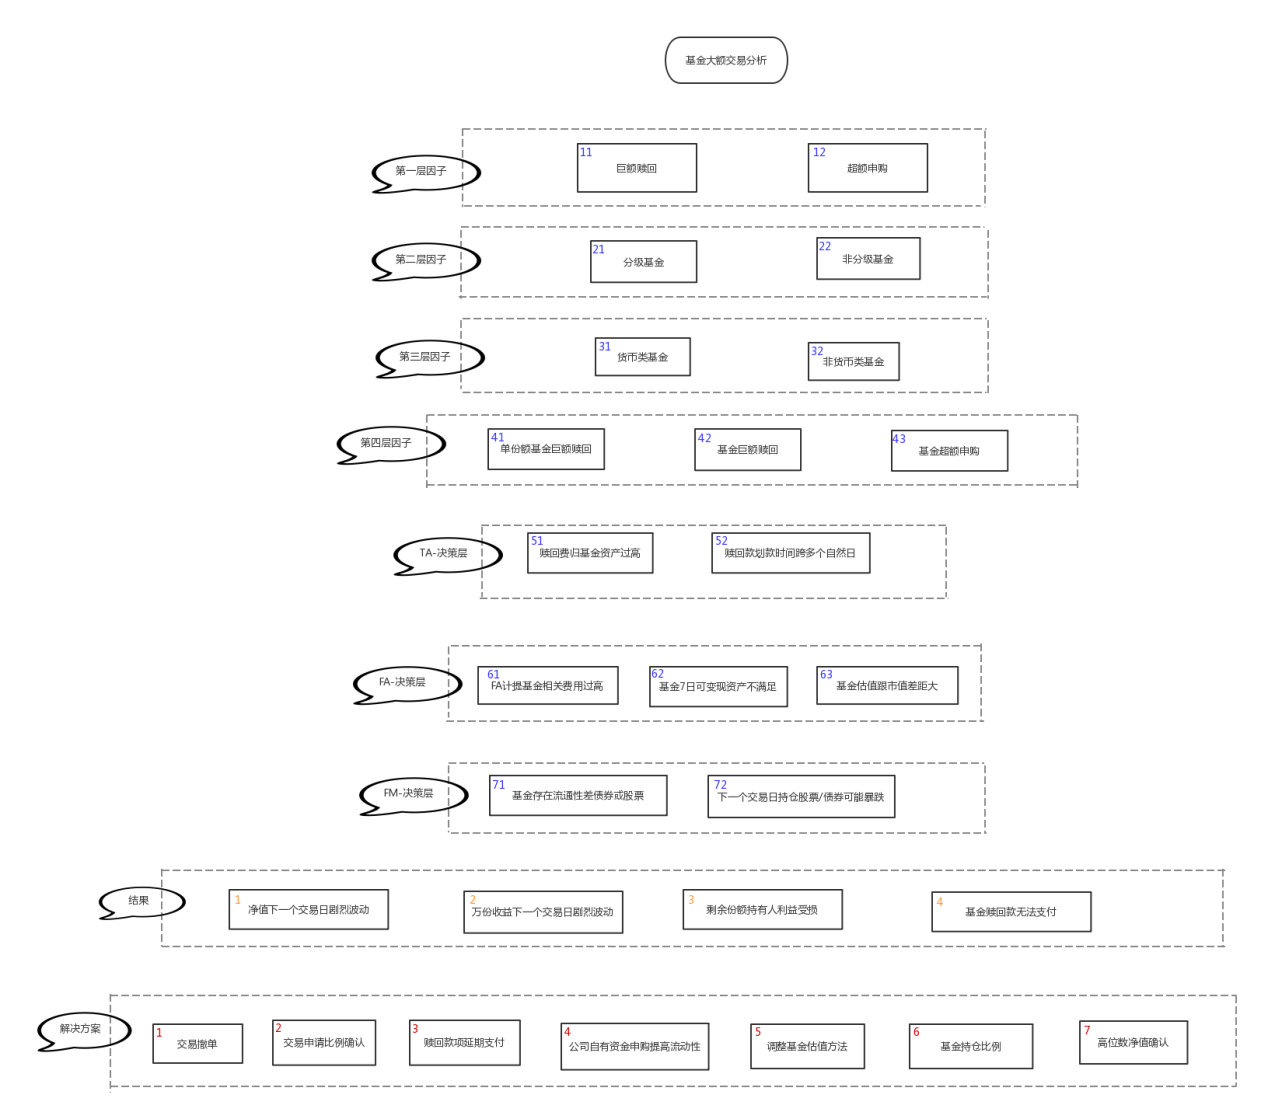 基金大额交易分析
第一层因子
11
巨额赎回
12
超额申购
第二层因子
21
分级基金
22
非分级基金
第三层因子
31
货币类基金
32
非货币类基金
第四层因子
41
单份额基金巨额赎回
42
基金巨额赎回
43
基金超额申购
TA-决策层
51
赎回费归基金资产过高
52
赎回款划款时间跨多个自然日
FA-决策层
61
FA计提基金相关费用过高
62
基金7日可变现资产不满足
63
基金估值跟市值差距大
FM-决策层
71
基金存在流通性差债券或股票
72
下一个交易日持仓股票/债券可能暴跌
结果
1
净值下一个交易日剧烈波动
2
万份收益下一个交易日剧烈波动
3
剩余份额持有人利益受损
4
基金赎回款无法支付
解决方案
1
交易撤单
2
交易申请比例确认
3
赎回款项延期支付
4
公司自有资金申购提高流动性
5
调整基金估值方法
6
基金持仓比例
7
高位数净值确认